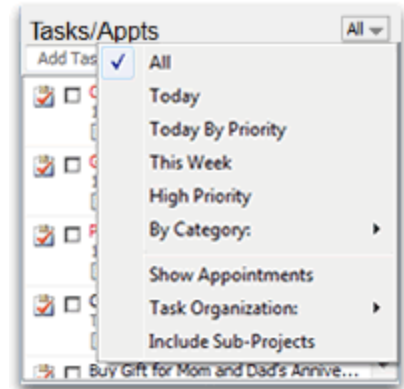 Tasks/Appts All
Add Tas
All
Today
Today By Priority
This Week
High Priority
By Category:
Show Appointments
Task Organization:
Include Sub-Projects
Buy Gift for Mom and Dad's Annive...